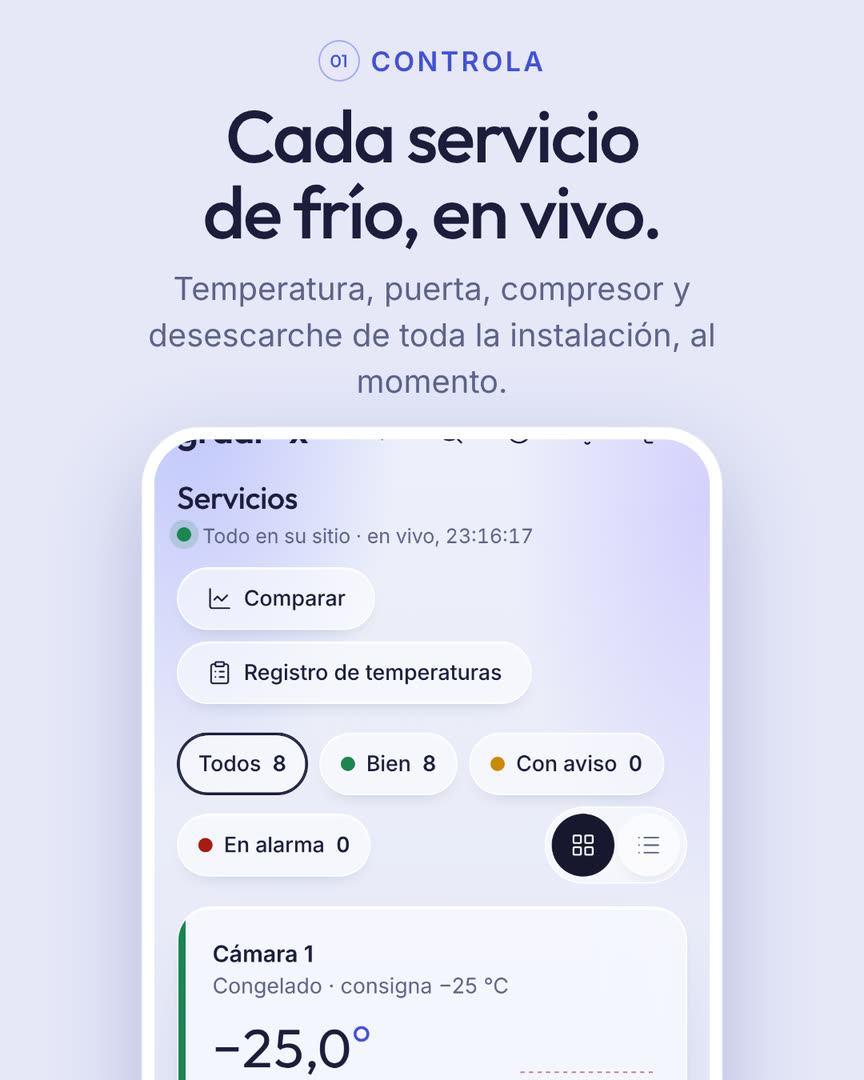 01 CONTROLA
Cada servicio
de frío, en vivo.
Temperatura, puerta, compresor y
desescarche de toda la instalación, al
momento.
Servicios
Todo en su sitio · en vivo, 23:16:17
Comparar
Registro de temperaturas
Todos 8 Bien 8 Con aviso 0
En alarma 0
Cámara 1
Congelado · consigna −25 °C
−25,0°